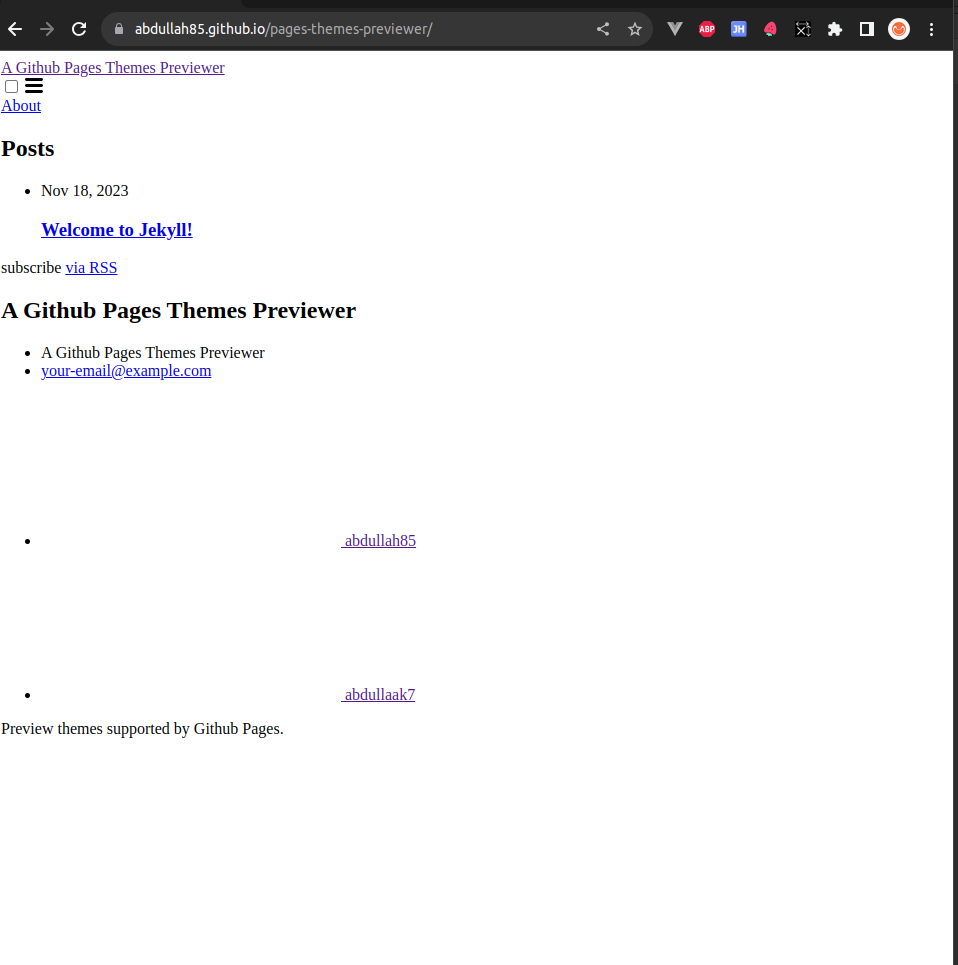 abdullah85.github.io/pages-themes-previewer/
ABP
JH
A Github Pages Themes Previewer
About
Posts
Nov 18, 2023
Welcome to Jekyll!
subscribe via RSS
A Github Pages Themes Previewer
A Github Pages Themes Previewer
your-email@example.com
abdullah85
abdullaak7
Preview themes supported by Github Pages.